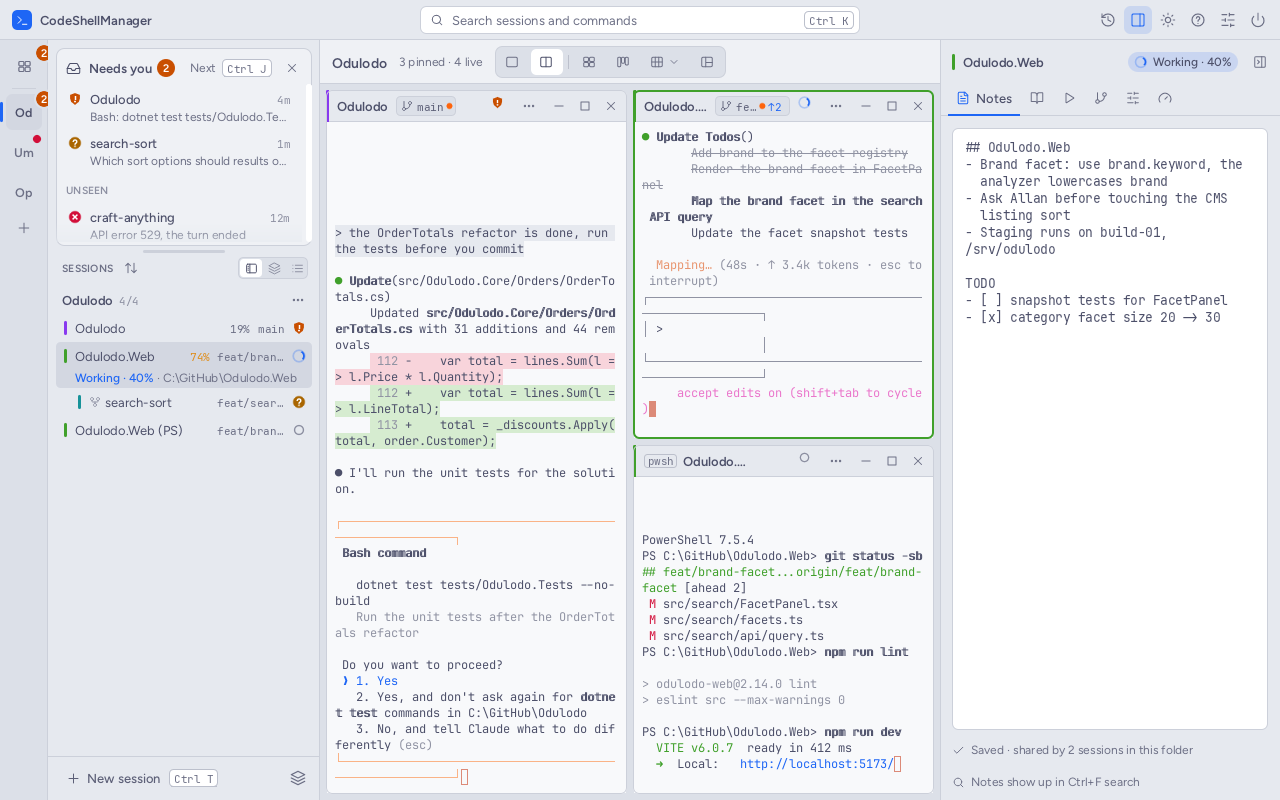 CodeShellManager
Search sessions and commands
Ctrl K
2
2
Od
Um
Op
Needs you 2 Next Ctrl J
Odulodo 4m
Bash: dotnet test tests/Odulodo.Te…
search-sort 1m
Which sort options should results o…
UNSEEN
craft-anything 12m
API error 529, the turn ended
SESSIONS
Odulodo 4/4
Odulodo 19% main
Odulodo.Web 74% feat/bran…
Working · 40% · C:\GitHub\Odulodo.Web
search-sort feat/sear…
Odulodo.Web (PS) feat/bran…
New session Ctrl T
Odulodo 3 pinned · 4 live
Odulodo main
> the OrderTotals refactor is done, run
the tests before you commit
● Update(src/Odulodo.Core/Orders/OrderTo
tals.cs)
Updated src/Odulodo.Core/Orders/Ord
erTotals.cs with 31 additions and 44 rem
ovals
112 - var total = lines.Sum(l =
> l.Price * l.Quantity);
112 + var total = lines.Sum(l =
> l.LineTotal);
113 + total = _discounts.Apply(
total, order.Customer);
● I'll run the unit tests for the soluti
on.
Bash command
dotnet test tests/Odulodo.Tests --no-
build
Run the unit tests after the OrderTot
als refactor
Do you want to proceed?
❯ 1. Yes
2. Yes, and don't ask again for dotne
t test commands in C:\GitHub\Odulodo
3. No, and tell Claude what to do dif
ferently (esc)
Odulodo.… fe… ↑2
● Update Todos()
Add brand to the facet registry
Render the brand facet in FacetPa
nel
Map the brand facet in the search
API query
Update the facet snapshot tests
Mapping… (48s · ↑ 3.4k tokens · esc to
interrupt)
>
accept edits on (shift+tab to cycle
)
pwsh Odulodo.…
PowerShell 7.5.4
PS C:\GitHub\Odulodo.Web> git status -sb
## feat/brand-facet...origin/feat/brand-
facet [ahead 2]
M src/search/FacetPanel.tsx
M src/search/facets.ts
M src/search/api/query.ts
PS C:\GitHub\Odulodo.Web> npm run lint
> odulodo-web@2.14.0 lint
> eslint src --max-warnings 0
PS C:\GitHub\Odulodo.Web> npm run dev
VITE v6.0.7 ready in 412 ms
➜ Local: http://localhost:5173/
Odulodo.Web Working · 40%
Notes
## Odulodo.Web
- Brand facet: use brand.keyword, the
analyzer lowercases brand
- Ask Allan before touching the CMS
listing sort
- Staging runs on build-01,
/srv/odulodo
TODO
- [ ] snapshot tests for FacetPanel
- [x] category facet size 20 -> 30
Saved · shared by 2 sessions in this folder
Notes show up in Ctrl+F search